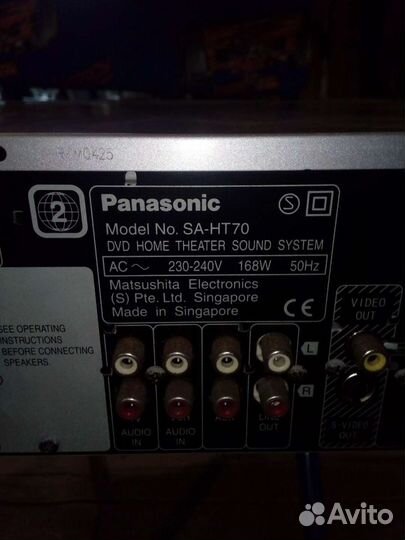 R-MQ425
2
Panasonic
S
Model No. SA-HT70
DVD HOME THEATER SOUND SYSTEM
AC ~ 230-240V 168W 50Hz
Matsushita Electronics
(S) Pte. Ltd. Singapore
Made in Singapore
CE
SEE OPERATING
INSTRUCTIONS
BEFORE CONNECTING
SPEAKERS.
VIDEO
OUT
L
R
AUDIO
IN
AUDIO
IN
OUT
S-VIDEO
OUT
Avito